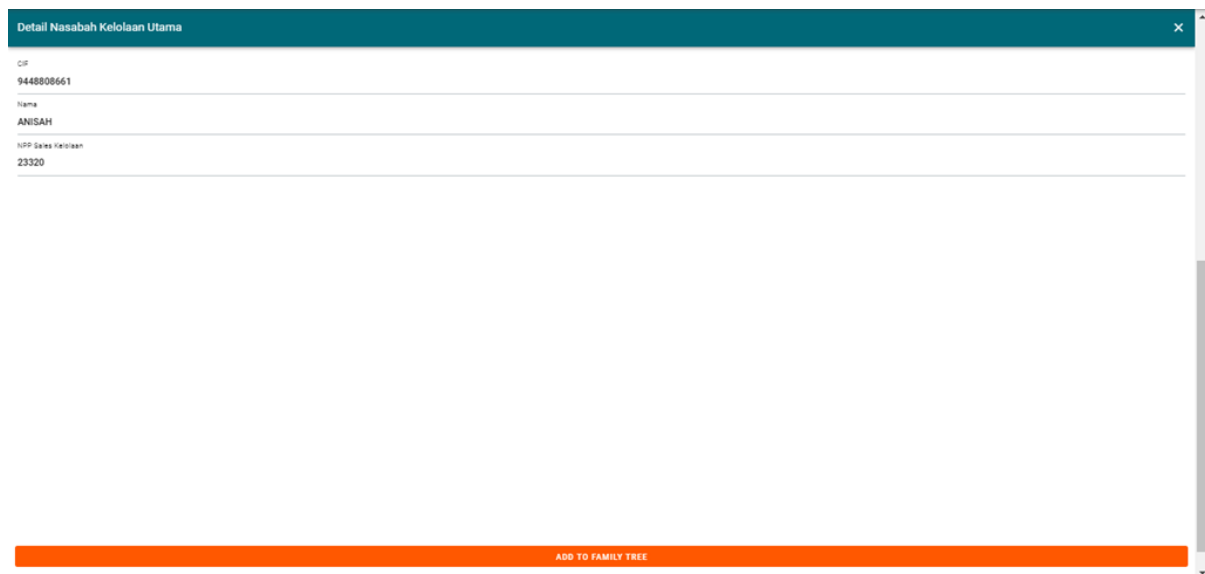 Detail Nasabah Kelolaan Utama
CIF
9448808661
Nama
ANISAH
NPP Sales Kelolaan
23320
ADD TO FAMILY TREE